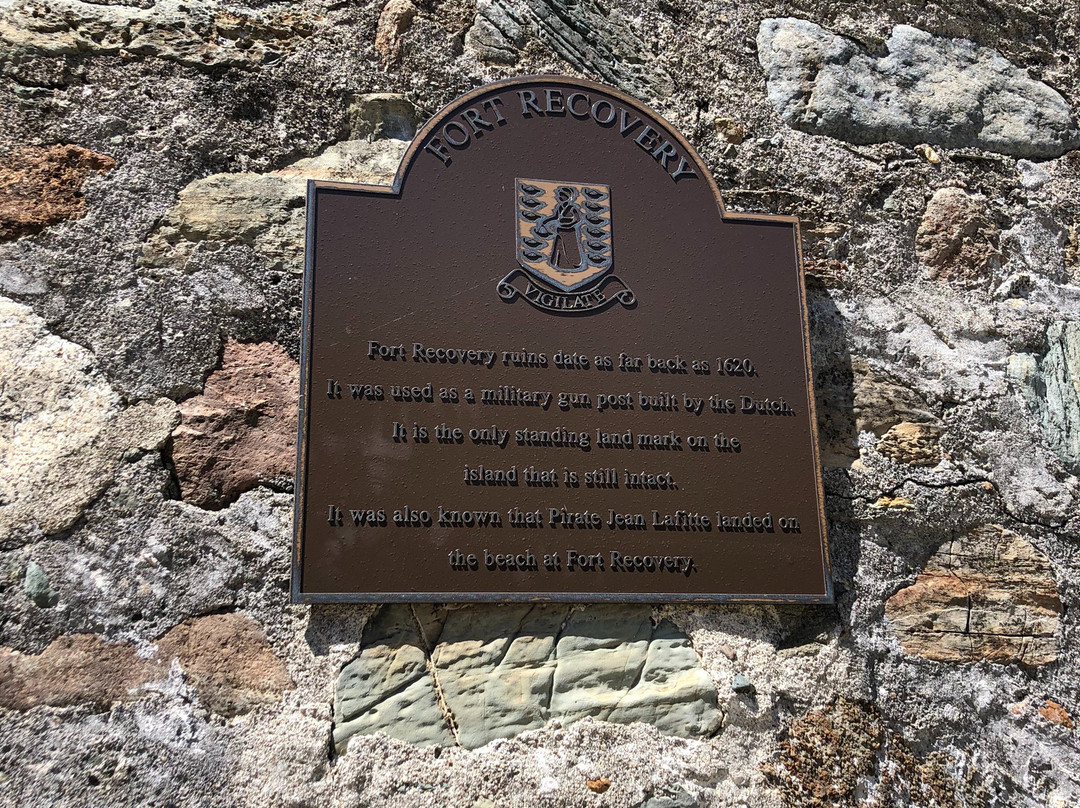 FORT RECOVERY
VIGILATE
Fort Recovery ruins date as far back as 1620.
It was used as a military gun post built by the Dutch.
It is the only standing land mark on the
island that is still intact.
It was also known that Pirate Jean Lafitte landed on
the beach at Fort Recovery.